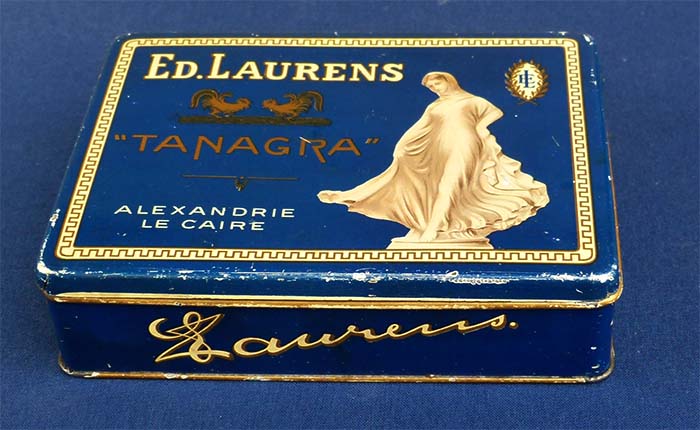 ED. LAURENS
"TANAGRA"
ALEXANDRIE
LE CAIRE
Laurens.